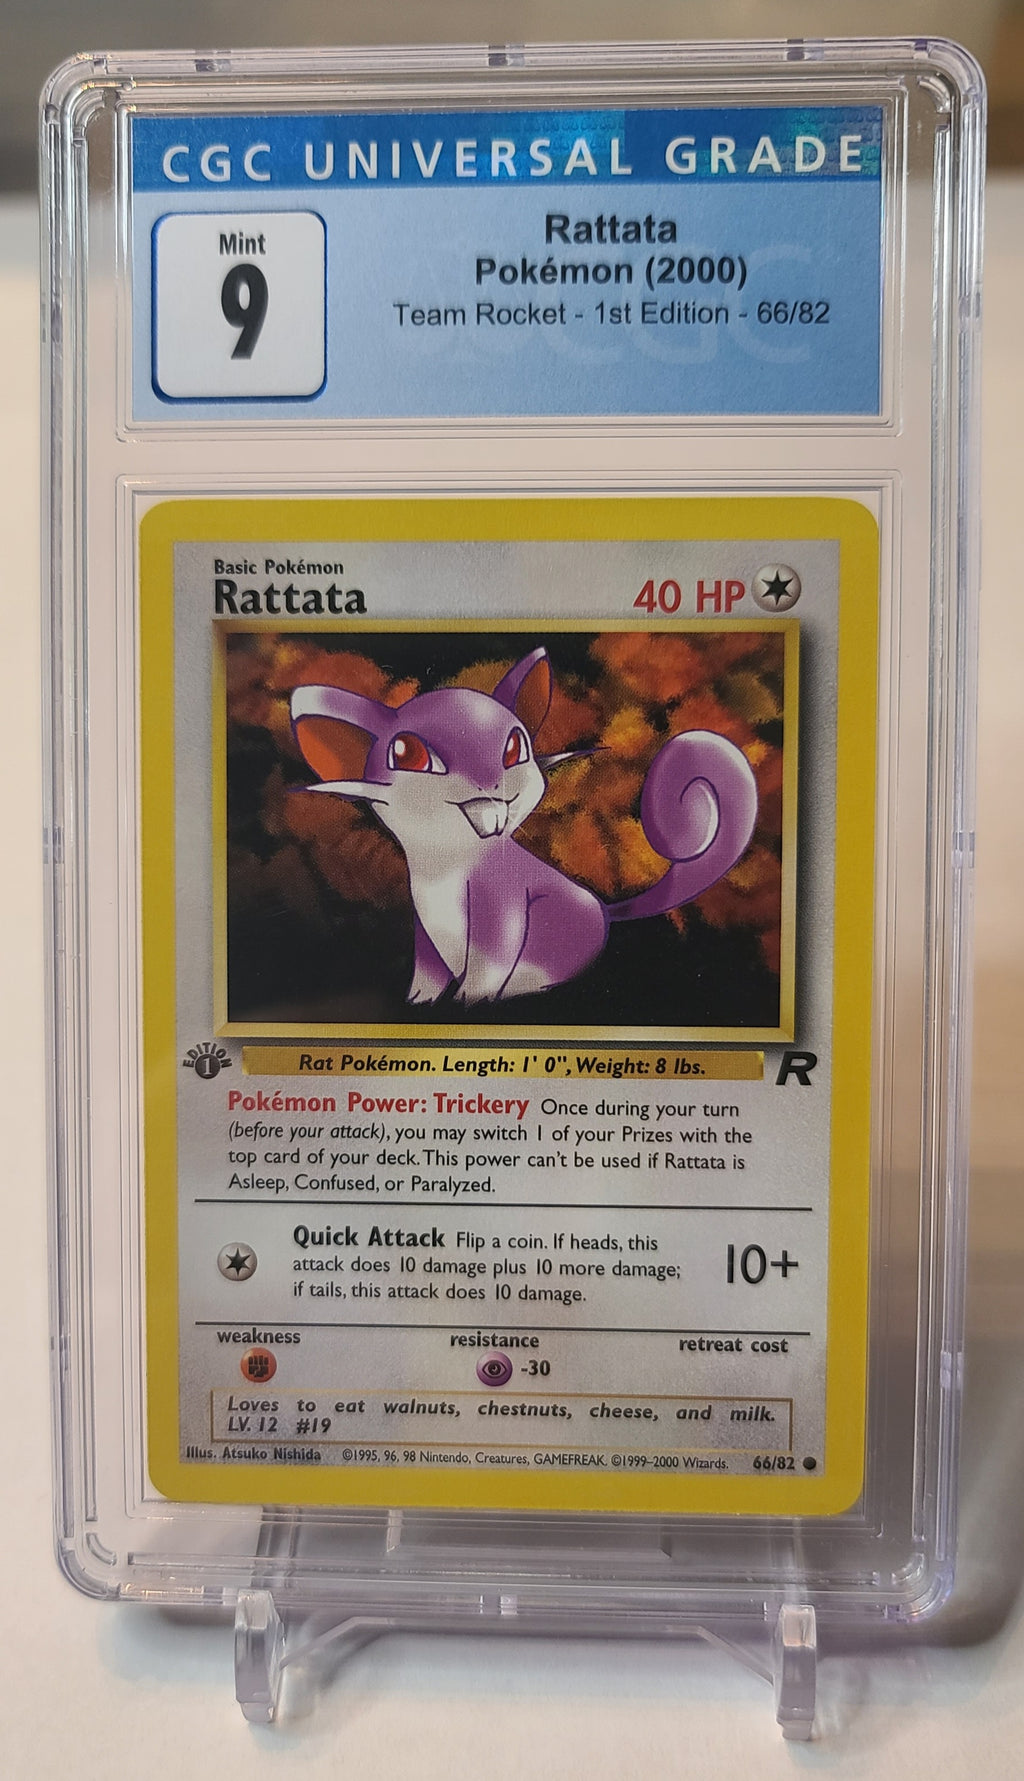 CGC UNIVERSAL GRADE
Mint
9
Rattata
Pokémon (2000)
Team Rocket - 1st Edition - 66/82
CGC
Basic Pokémon
Rattata
40 HP
EDITION
1
Rat Pokémon. Length: 1' 0", Weight: 8 lbs.
R
Pokémon Power: Trickery Once during your turn
(before your attack), you may switch 1 of your Prizes with the
top card of your deck. This power can't be used if Rattata is
Asleep, Confused, or Paralyzed.
Quick Attack Flip a coin. If heads, this
attack does 10 damage plus 10 more damage;
if tails, this attack does 10 damage.
10+
weakness
resistance
retreat cost
-30
Loves to eat walnuts, chestnuts, cheese, and milk.
LV. 12 #19
Illus. Atsuko Nishida ©1995, 96, 98 Nintendo, Creatures, GAMEFREAK. ©1999-2000 Wizards. 66/82